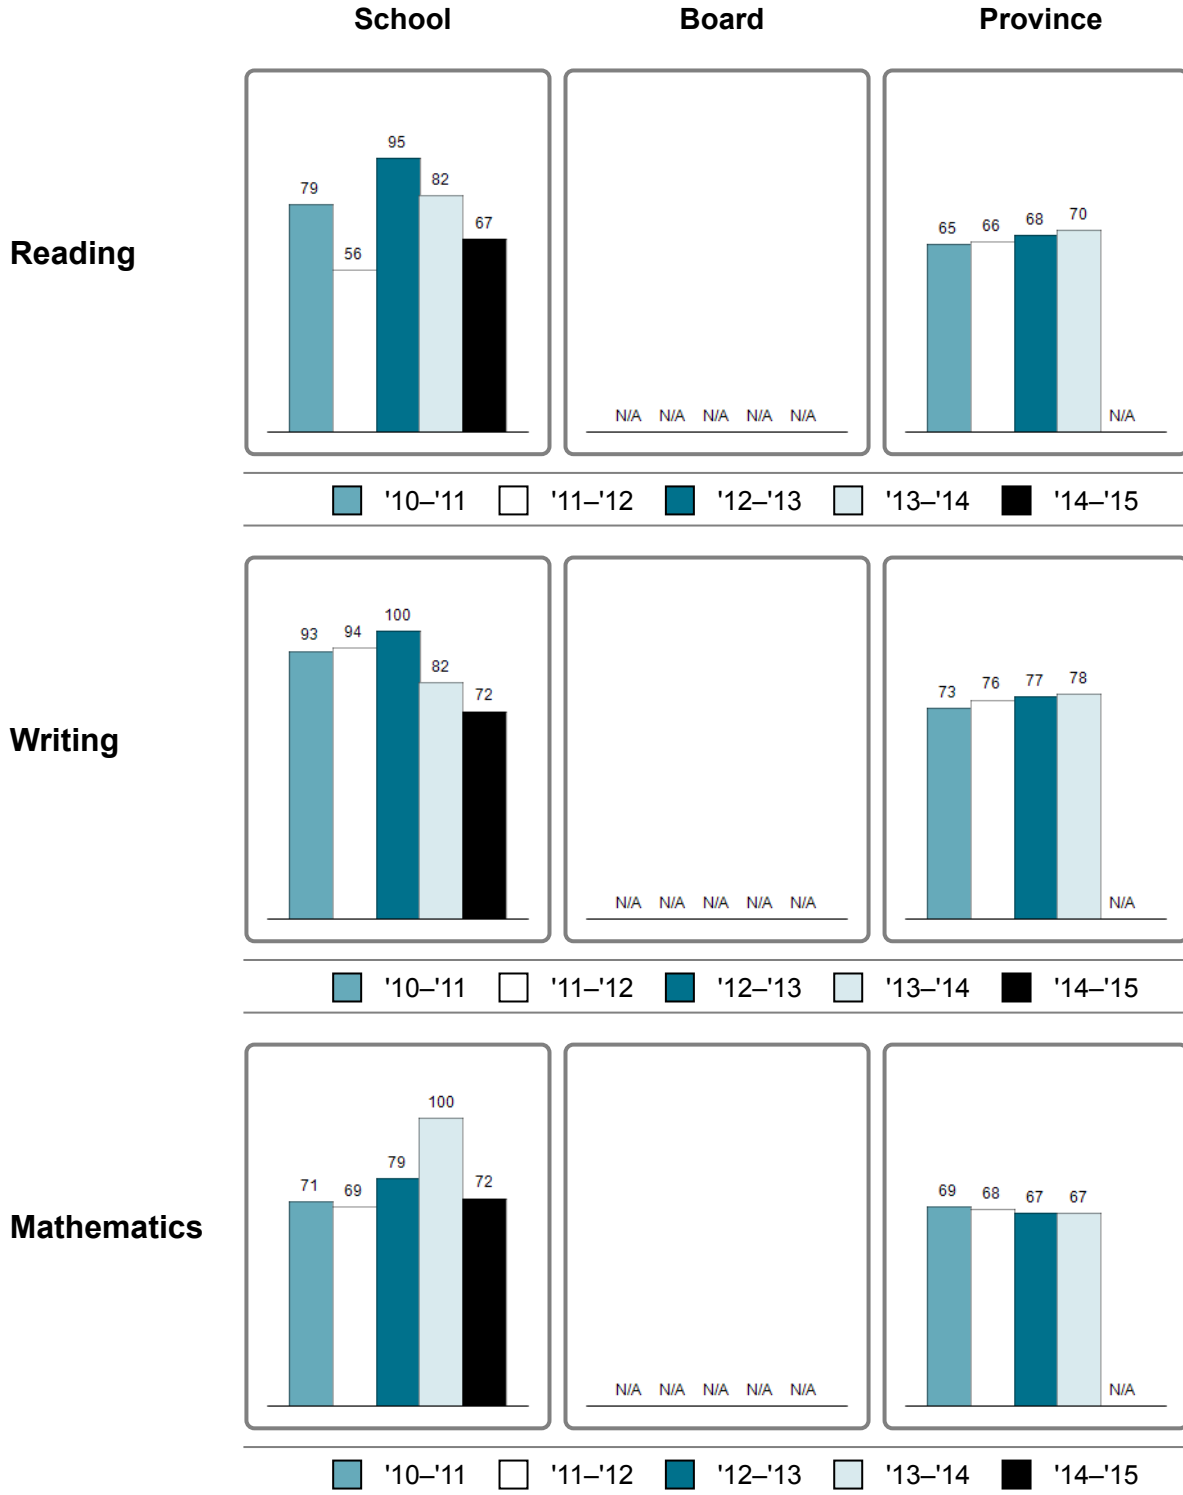 School Board Province
Reading
95
82
79
67
56
70
68
66
65
N/A N/A N/A N/A N/A
N/A
'10–'11 '11–'12 '12–'13 '13–'14 '14–'15
Writing
100
94
93
82
72
78
77
76
73
N/A N/A N/A N/A N/A
N/A
'10–'11 '11–'12 '12–'13 '13–'14 '14–'15
Mathematics
100
79
72
71
69
69
68
67
67
N/A N/A N/A N/A N/A
N/A
'10–'11 '11–'12 '12–'13 '13–'14 '14–'15